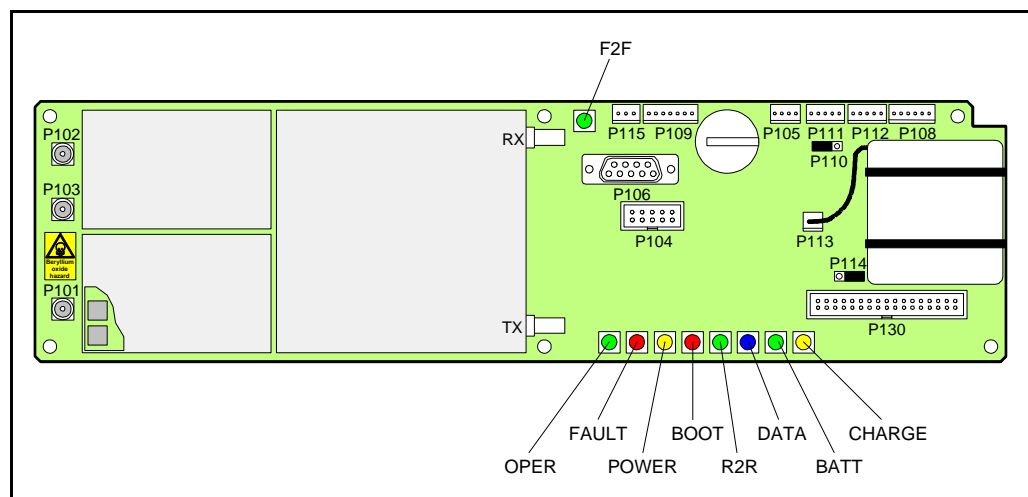 F2F
P102
P115
P109
P105
P111
P112
P108
RX
P110
P103
P106
P104
P113
Beryllium
oxide
hazard
P114
P101
TX
P130
FAULT
BOOT
DATA
CHARGE
OPER
POWER
R2R
BATT